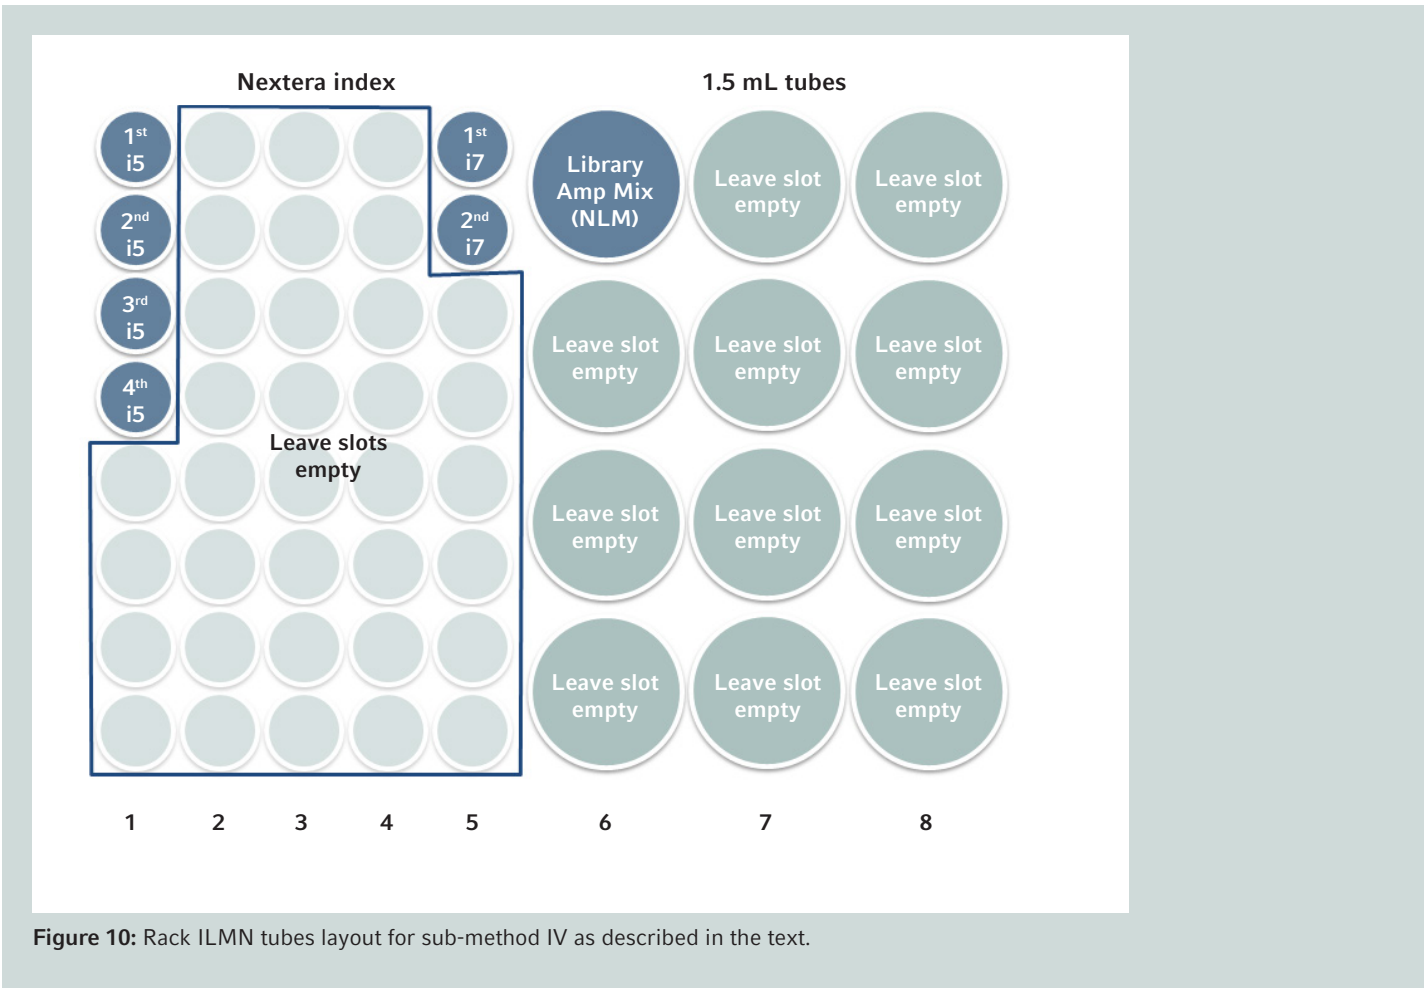 Nextera index
1.5 mL tubes
1st
i5
2nd
i5
3rd
i5
4th
i5
1st
i7
2nd
i7
Leave slots
empty
Library
Amp Mix
(NLM)
Leave slot
empty
Leave slot
empty
Leave slot
empty
Leave slot
empty
Leave slot
empty
Leave slot
empty
Leave slot
empty
Leave slot
empty
Leave slot
empty
Leave slot
empty
Leave slot
empty
1 2 3 4 5 6 7 8
Figure 10: Rack ILMN tubes layout for sub-method IV as described in the text.